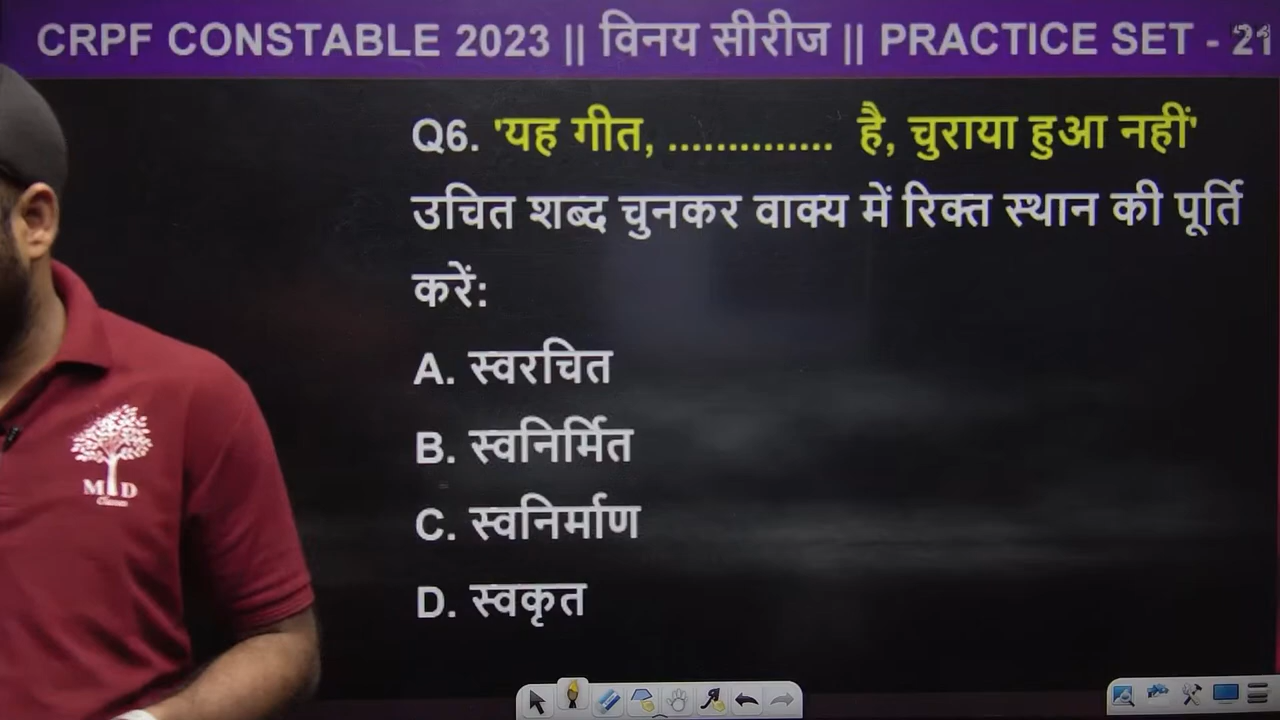 CRPF CONSTABLE 2023 || विनय सीरीज || PRACTICE SET - 21
Q6. 'यह गीत, .............. है, चुराया हुआ नहीं'
उचित शब्द चुनकर वाक्य में रिक्त स्थान की पूर्ति
करें:
A. स्वरचित
B. स्वनिर्मित
C. स्वनिर्माण
D. स्वकृत
MD
Classes